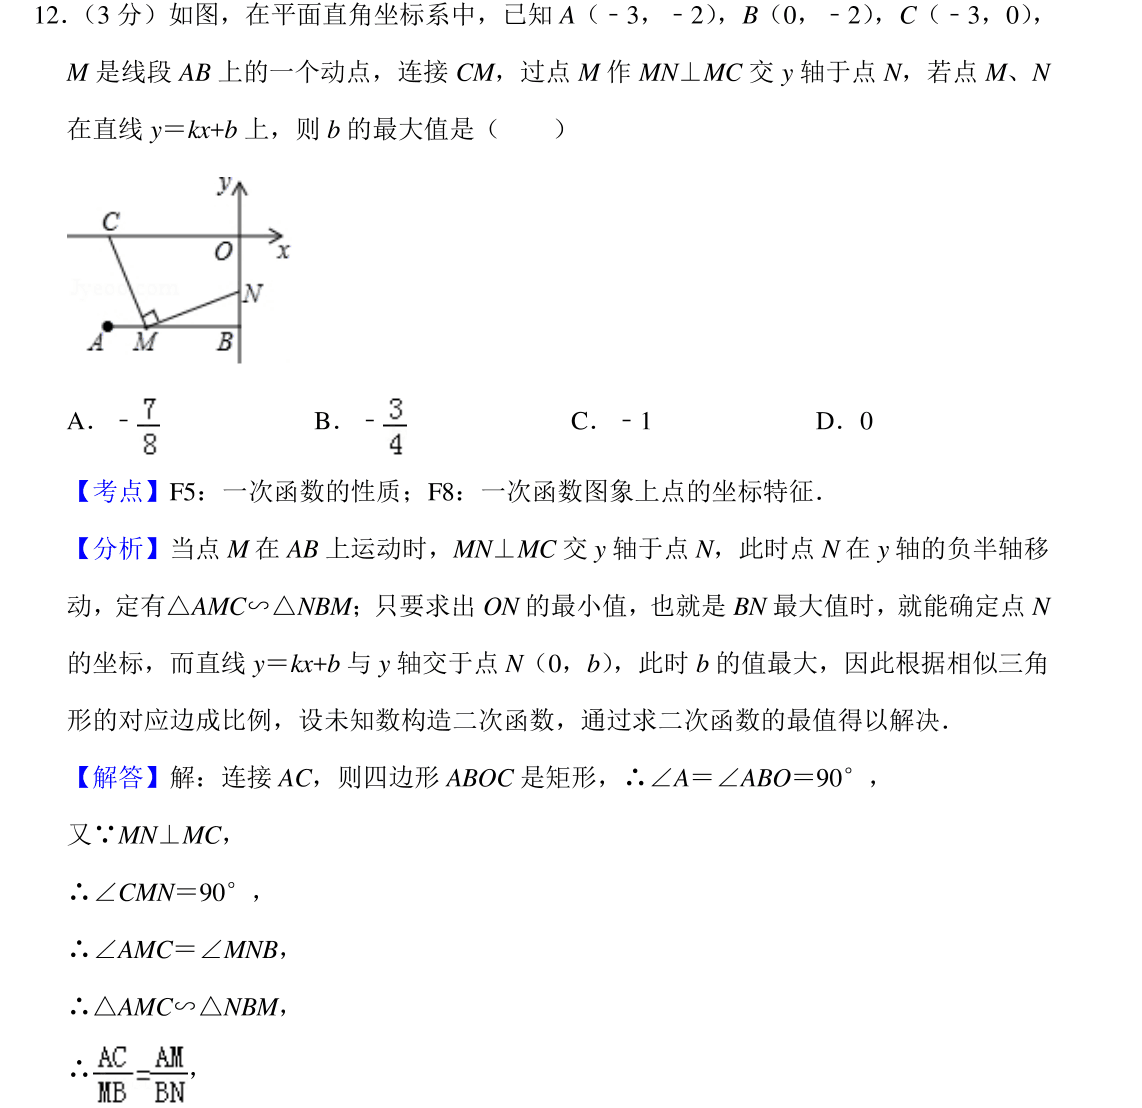 12.（3 分）如图，在平面直角坐标系中，已知 A（﹣3，﹣2），B（0，﹣2），C（﹣3，0），
M 是线段 AB 上的一个动点，连接 CM，过点 M 作 MN⊥MC 交 y 轴于点 N，若点 M、N
在直线 y＝kx+b 上，则 b 的最大值是（　　）
y
C
O
x
N
A
M
B
A．﹣7/8　B．﹣3/4　C．﹣1　D．0
【考点】F5：一次函数的性质；F8：一次函数图象上点的坐标特征．
【分析】当点 M 在 AB 上运动时，MN⊥MC 交 y 轴于点 N，此时点 N 在 y 轴的负半轴移
动，定有△AMC∽△NBM；只要求出 ON 的最小值，也就是 BN 最大值时，就能确定点 N
的坐标，而直线 y＝kx+b 与 y 轴交于点 N（0，b），此时 b 的值最大，因此根据相似三角
形的对应边成比例，设未知数构造二次函数，通过求二次函数的最值得以解决．
【解答】解：连接 AC，则四边形 ABOC 是矩形，∴∠A＝∠ABO＝90°，
又∵MN⊥MC，
∴∠CMN＝90°，
∴∠AMC＝∠MNB，
∴△AMC∽△NBM，
∴AC/MB=AM/BN，